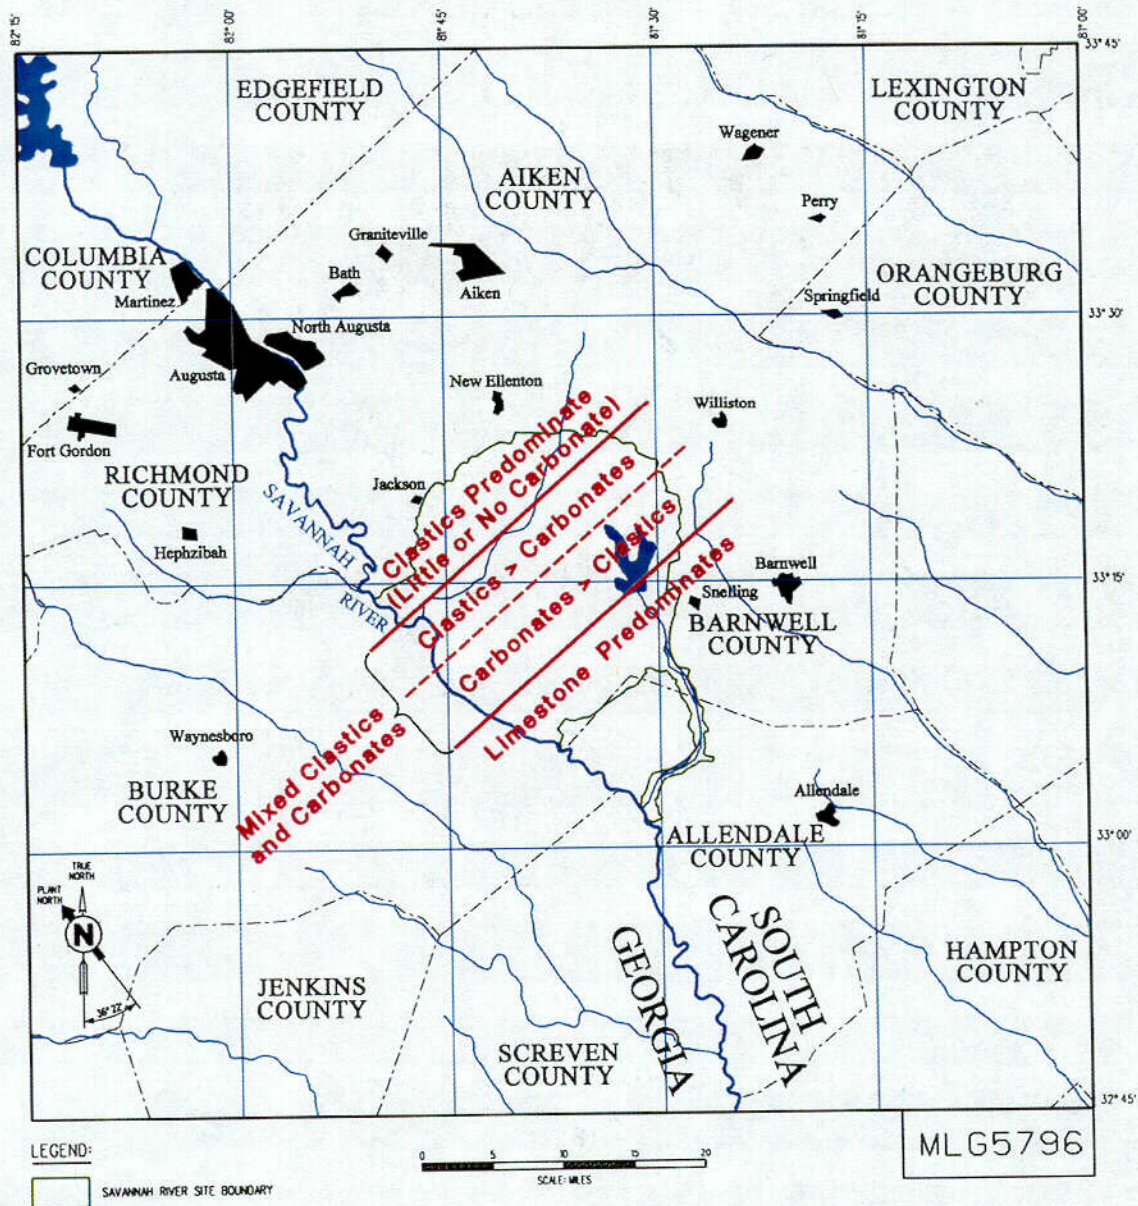 82° 15'
82° 00'
81° 45'
81° 30'
81° 15'
81° 00'
33° 45'
EDGEFIELD
COUNTY
LEXINGTON
COUNTY
Wagener
AIKEN
COUNTY
Perry
Graniteville
COLUMBIA
COUNTY
Bath
Martinez
Aiken
ORANGEBURG
COUNTY
Springfield
33° 30'
North Augusta
Grovetown
Augusta
New Ellenton
Williston
Fort Gordon
RICHMOND
COUNTY
Jackson
Hephzibah
SAVANNAH
RIVER
Clastics Predominate
(Little or No Carbonate)
Clastics > Carbonates
Carbonates > Clastics
Limestone Predominates
Mixed Clastics
and Carbonates
Barnwell
33° 15'
Snelling
BARNWELL
COUNTY
Waynesboro
BURKE
COUNTY
Allendale
ALLENDALE
COUNTY
33° 00'
TRUE
NORTH
PLANT
NORTH
N
36° 22'
GEORGIA
SOUTH
CAROLINA
HAMPTON
COUNTY
JENKINS
COUNTY
SCREVEN
COUNTY
32° 45'
MLG5796
LEGEND:
SAVANNAH RIVER SITE BOUNDARY
0 5 10 15 20
SCALE: MILES